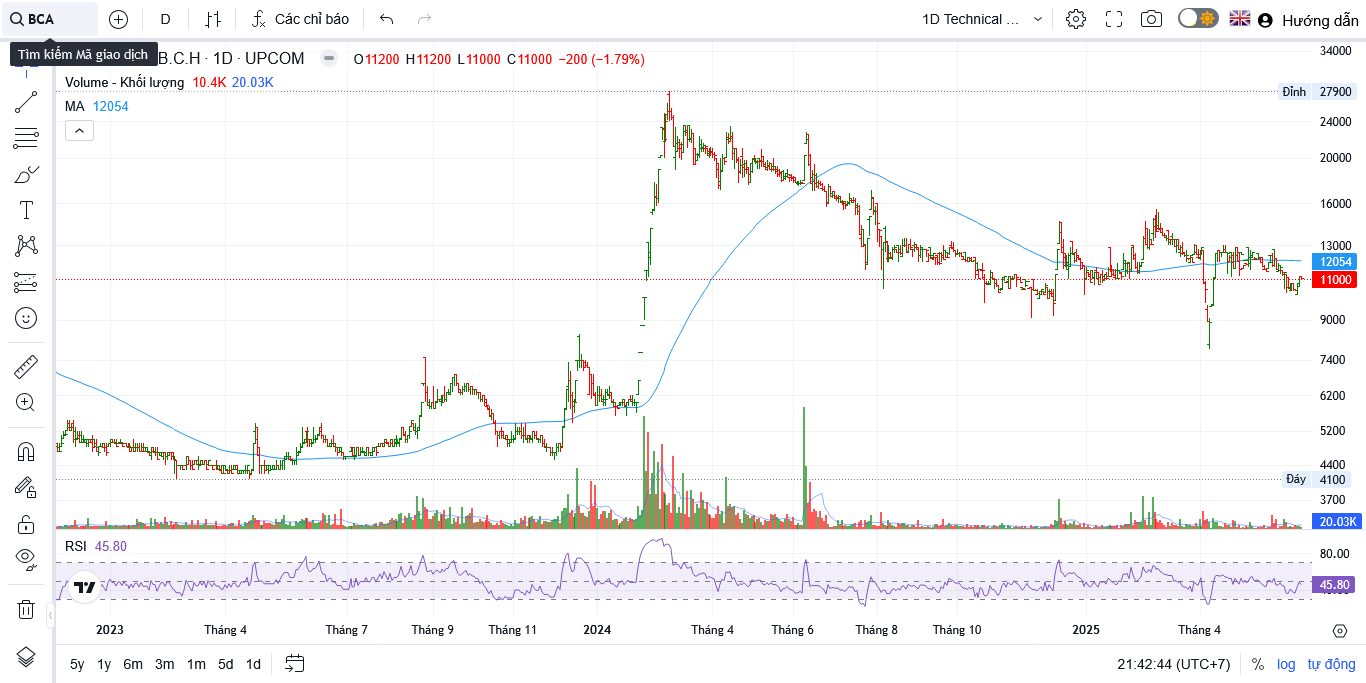 BCA
D
Các chỉ báo
1D Technical ...
Hướng dẫn
Tìm kiếm Mã giao dịch
B.C.H · 1D · UPCOM
O11200 H11200 L11000 C11000 −200 (−1.79%)
Volume - Khối lượng 10.4K 20.03K
MA 12054
34000
Đỉnh 27900
24000
20000
16000
13000
12054
11000
9000
7400
6200
5200
4400
Đáy 4100
3700
20.03K
RSI 45.80
80.00
45.80
2023
Tháng 4
Tháng 7
Tháng 9
Tháng 11
2024
Tháng 4
Tháng 6
Tháng 8
Tháng 10
2025
Tháng 4
5y 1y 6m 3m 1m 5d 1d
21:42:44 (UTC+7)
% log tự động